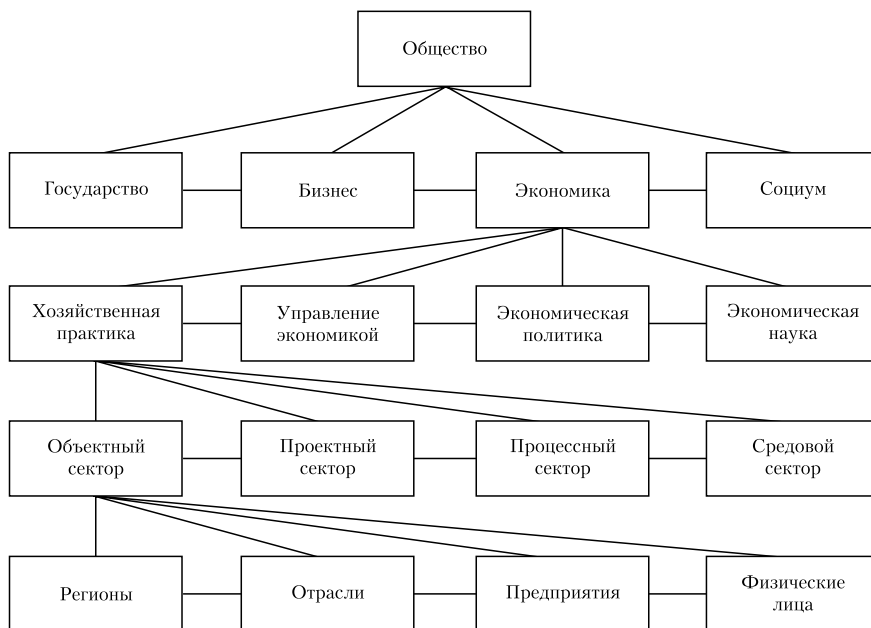 Общество
Государство
Бизнес
Экономика
Социум
Хозяйственная
практика
Управление
экономикой
Экономическая
политика
Экономическая
наука
Объектный
сектор
Проектный
сектор
Процессный
сектор
Средовой
сектор
Регионы
Отрасли
Предприятия
Физические
лица